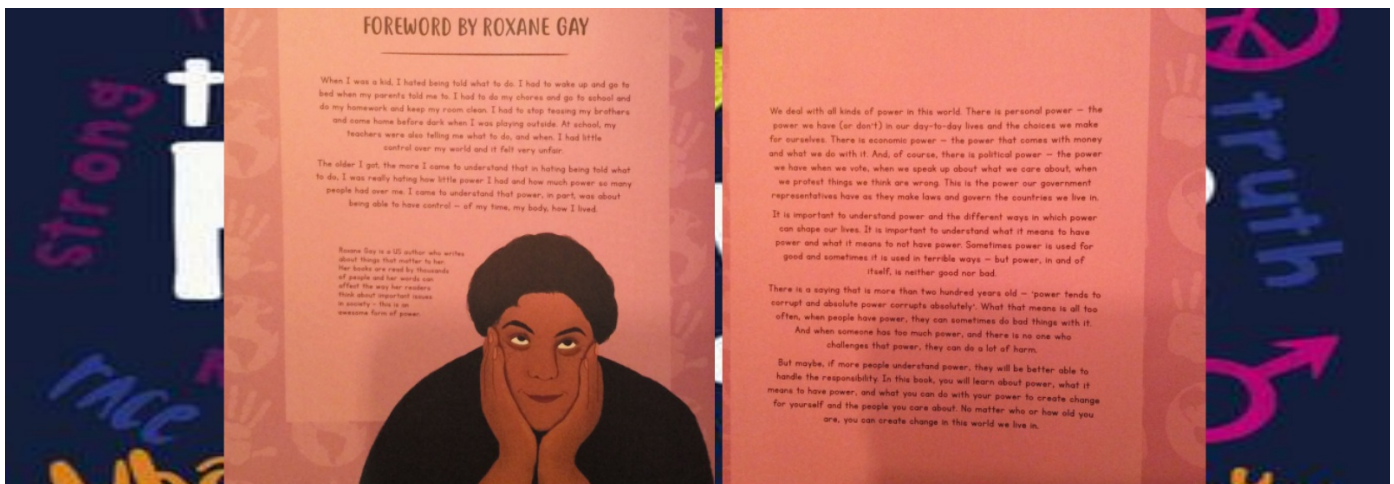 strong
race
FOREWORD BY ROXANE GAY
When I was a kid, I hated being told what to do. I had to wake up and go to
bed when my parents told me to. I had to do my chores and go to school and
do my homework and keep my room clean. I had to stop teasing my brothers
and come home before dark when I was playing outside. At school, my
teachers were also telling me what to do, and when. I had little
control over my world and it felt very unfair.
The older I got, the more I came to understand that in hating being told what
to do, I was really hating how little power I had and how much power so many
people had over me. I came to understand that power, in part, was about
being able to have control – of my time, my body, how I lived.
Roxane Gay is a US author who writes
about things that matter to her.
Her books are read by thousands
of people and her words can
affect the way her readers
think about important issues
in society – this is an
awesome form of power.
We deal with all kinds of power in this world. There is personal power – the
power we have (or don't) in our day-to-day lives and the choices we make
for ourselves. There is economic power – the power that comes with money
and what we do with it. And, of course, there is political power – the power
we have when we vote, when we speak up about what we care about, when
we protest things we think are wrong. This is the power our government
representatives have as they make laws and govern the countries we live in.
It is important to understand power and the different ways in which power
can shape our lives. It is important to understand what it means to have
power and what it means to not have power. Sometimes power is used for
good and sometimes it is used in terrible ways – but power, in and of
itself, is neither good nor bad.
There is a saying that is more than two hundred years old – 'power tends to
corrupt and absolute power corrupts absolutely'. What that means is all too
often, when people have power, they can sometimes do bad things with it.
And when someone has too much power, and there is no one who
challenges that power, they can do a lot of harm.
But maybe, if more people understand power, they will be better able to
handle the responsibility. In this book, you will learn about power, what it
means to have power, and what you can do with your power to create change
for yourself and the people you care about. No matter who or how old you
are, you can create change in this world we live in.
truth